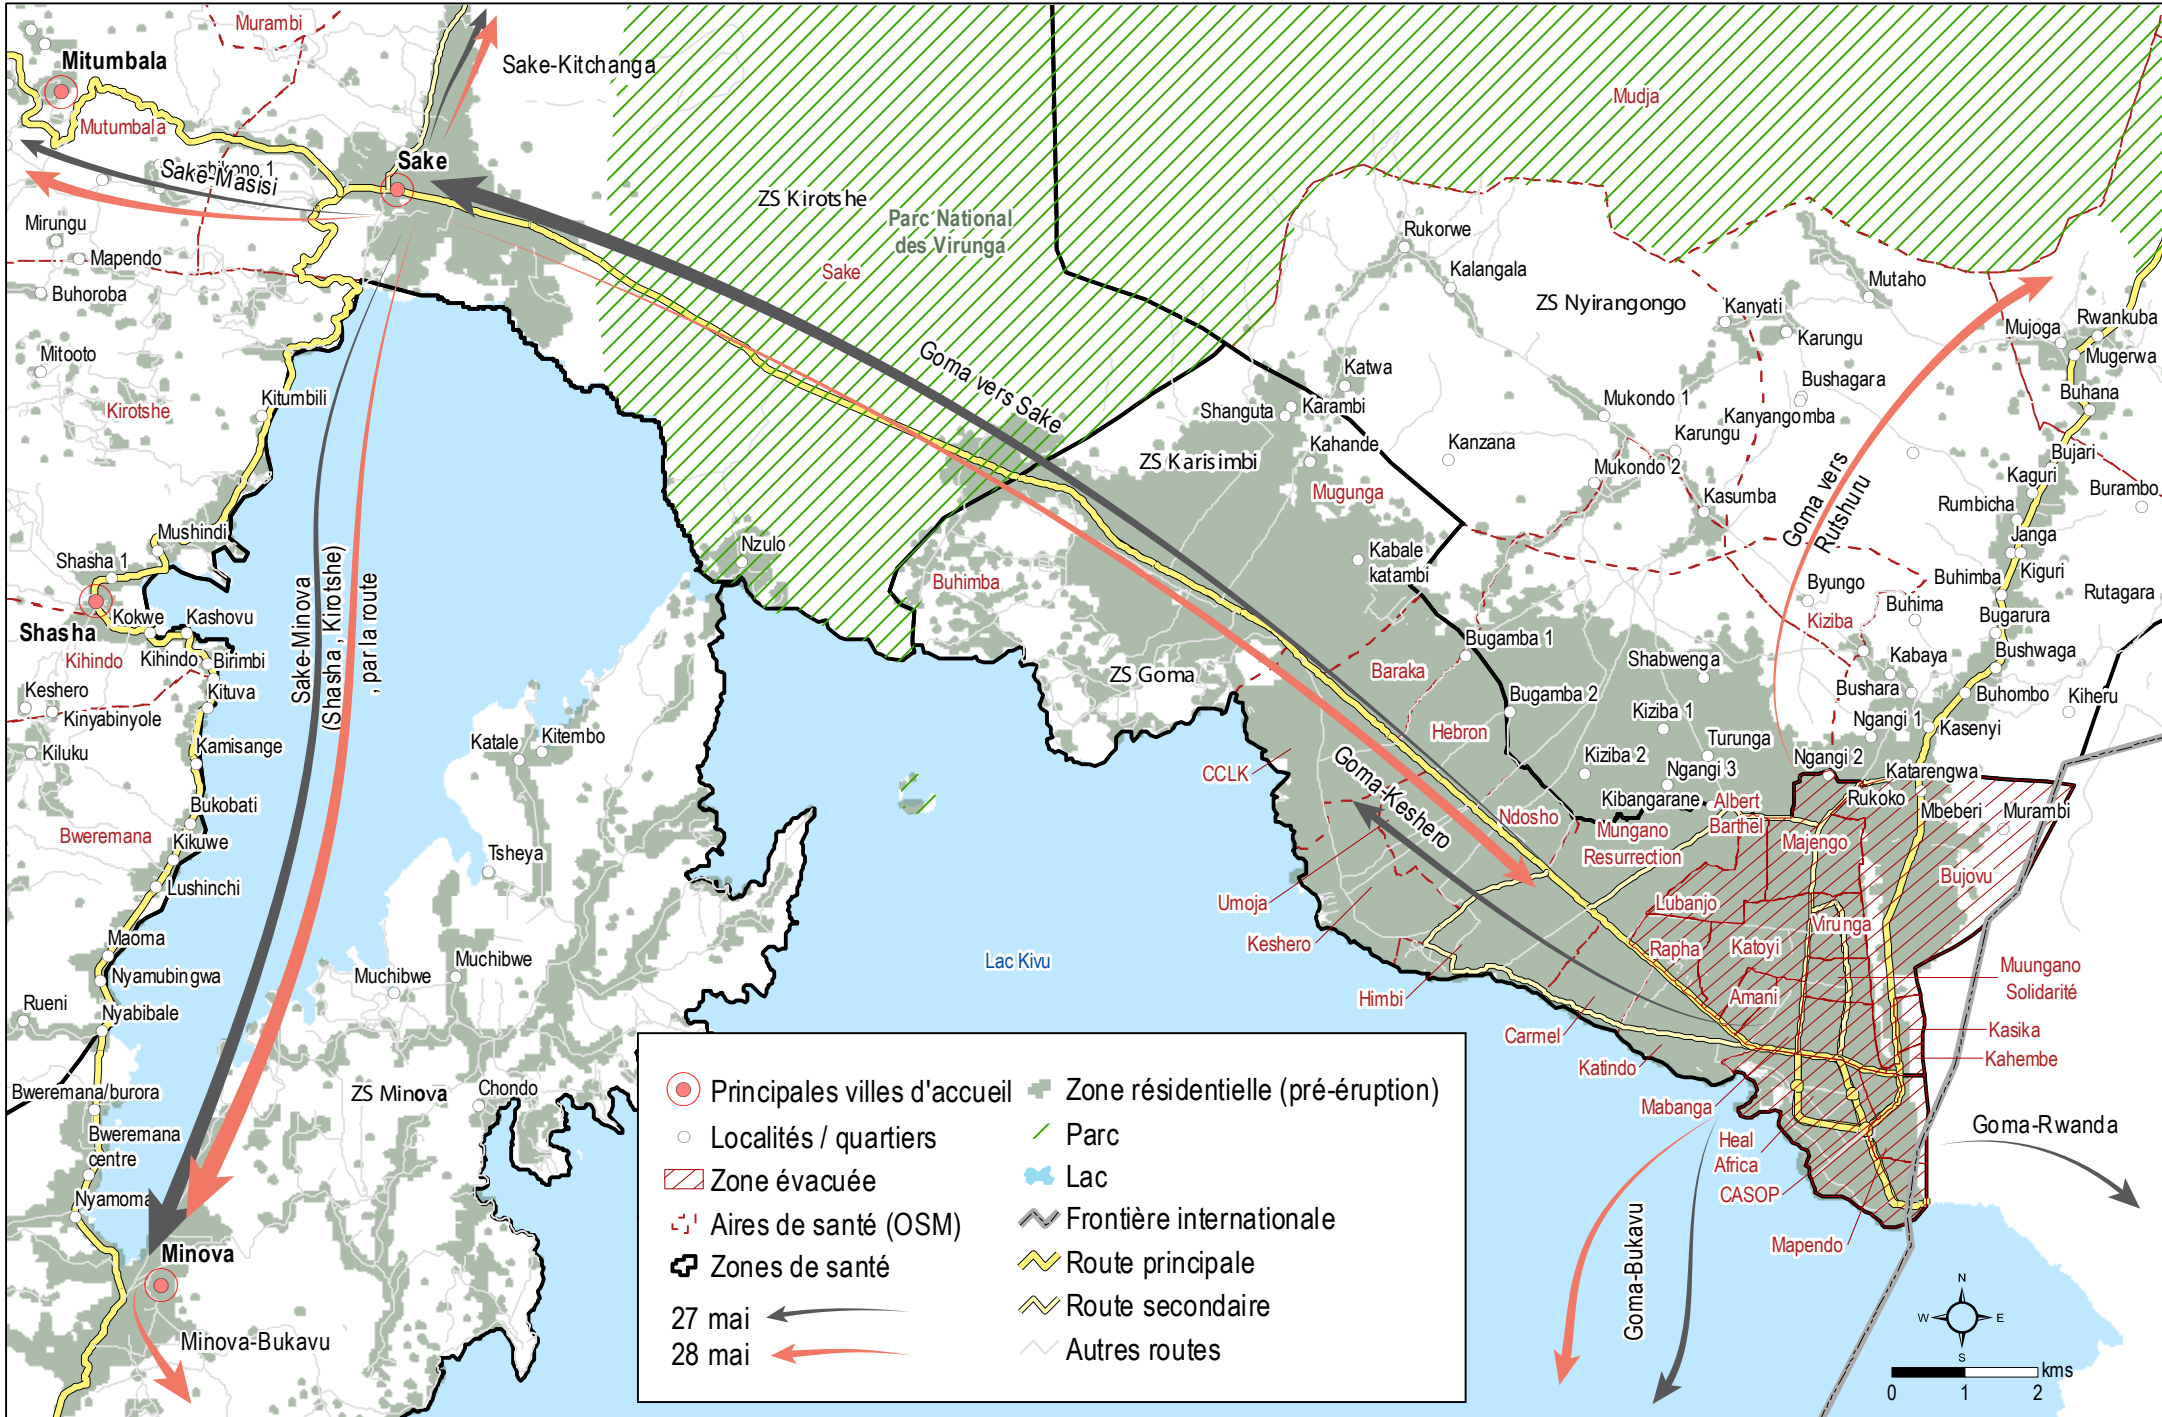 Murambi
Mitumbala
Sake-Kitchanga
Mutumbala
Mudja
Sake
Sake-Masisi
ZS Kirotshe
Parc National
des Virunga
Sake
Mirungu
Mapendo
Buhoroba
Rukorwe
Kalangala
ZS Nyirangongo
Mutaho
Kanyati
Karungu
Mujoga
Rwankuba
Mugerwa
Mitooto
Goma vers Sake
Katwa
Bushagara
Kirotshe
Kitumbili
Shanguta
Karambi
Mukondo 1
Kanyangomba
Buhana
Kahande
Kanzana
Karungu
Bujari
ZS Karisimbi
Mukondo 2
Mugunga
Kasumba
Kaguri
Burambo
Goma vers
Rutshuru
Rumbicha
Mushindi
Nzulo
Kabale
katambi
Janga
Shasha 1
Buhimba
Byungo
Buhimba
Kiguri
Rutagara
Kokwe
Kashovu
Shasha
Kiziba
Buhima
Bugarura
Kihindo
Kihindo
Birimbi
Sake-Minova
(Shasha, Kirotshe)
, par la route
Bugamba 1
Shabwenga
Kabaya
Bushwaga
Keshero
Kinyabinyole
Kituva
ZS Goma
Baraka
Bugamba 2
Bushara
Buhombo
Kiheru
Kiluku
Kamisange
Katale
Kitembo
Hebron
Kiziba 1
Ngangi 1
Kasenyi
Turunga
CCLK
Goma-Keshero
Kiziba 2
Ngangi 3
Ngangi 2
Katarengwa
Bukobati
Bweremana
Kikuwe
Kibangarane
Albert
Barthel
Rukoko
Mbeberi
Murambi
Ndosho
Mungano
Resurrection
Majengo
Tsheya
Lushinchi
Bujovu
Umoja
Lubanjo
Virunga
Maoma
Keshero
Rapha
Katoyi
Lac Kivu
Nyamubingwa
Muchibwe
Muchibwe
Muungano
Solidarité
Himbi
Amani
Rueni
Nyabibale
Carmel
Kasika
Kahembe
Katindo
Bweremana/burora
ZS Minova
Chondo
Mabanga
Bweremana
centre
Heal
Africa
Goma-Rwanda
CASOP
Nyamoma
Mapendo
Minova
Goma-Bukavu
Minova-Bukavu
Principales villes d'accueil
Localités / quartiers
Zone évacuée
Aires de santé (OSM)
Zones de santé
27 mai
28 mai
Zone résidentielle (pré-éruption)
Parc
Lac
Frontière internationale
Route principale
Route secondaire
Autres routes
N
W
E
S
kms
0
1
2